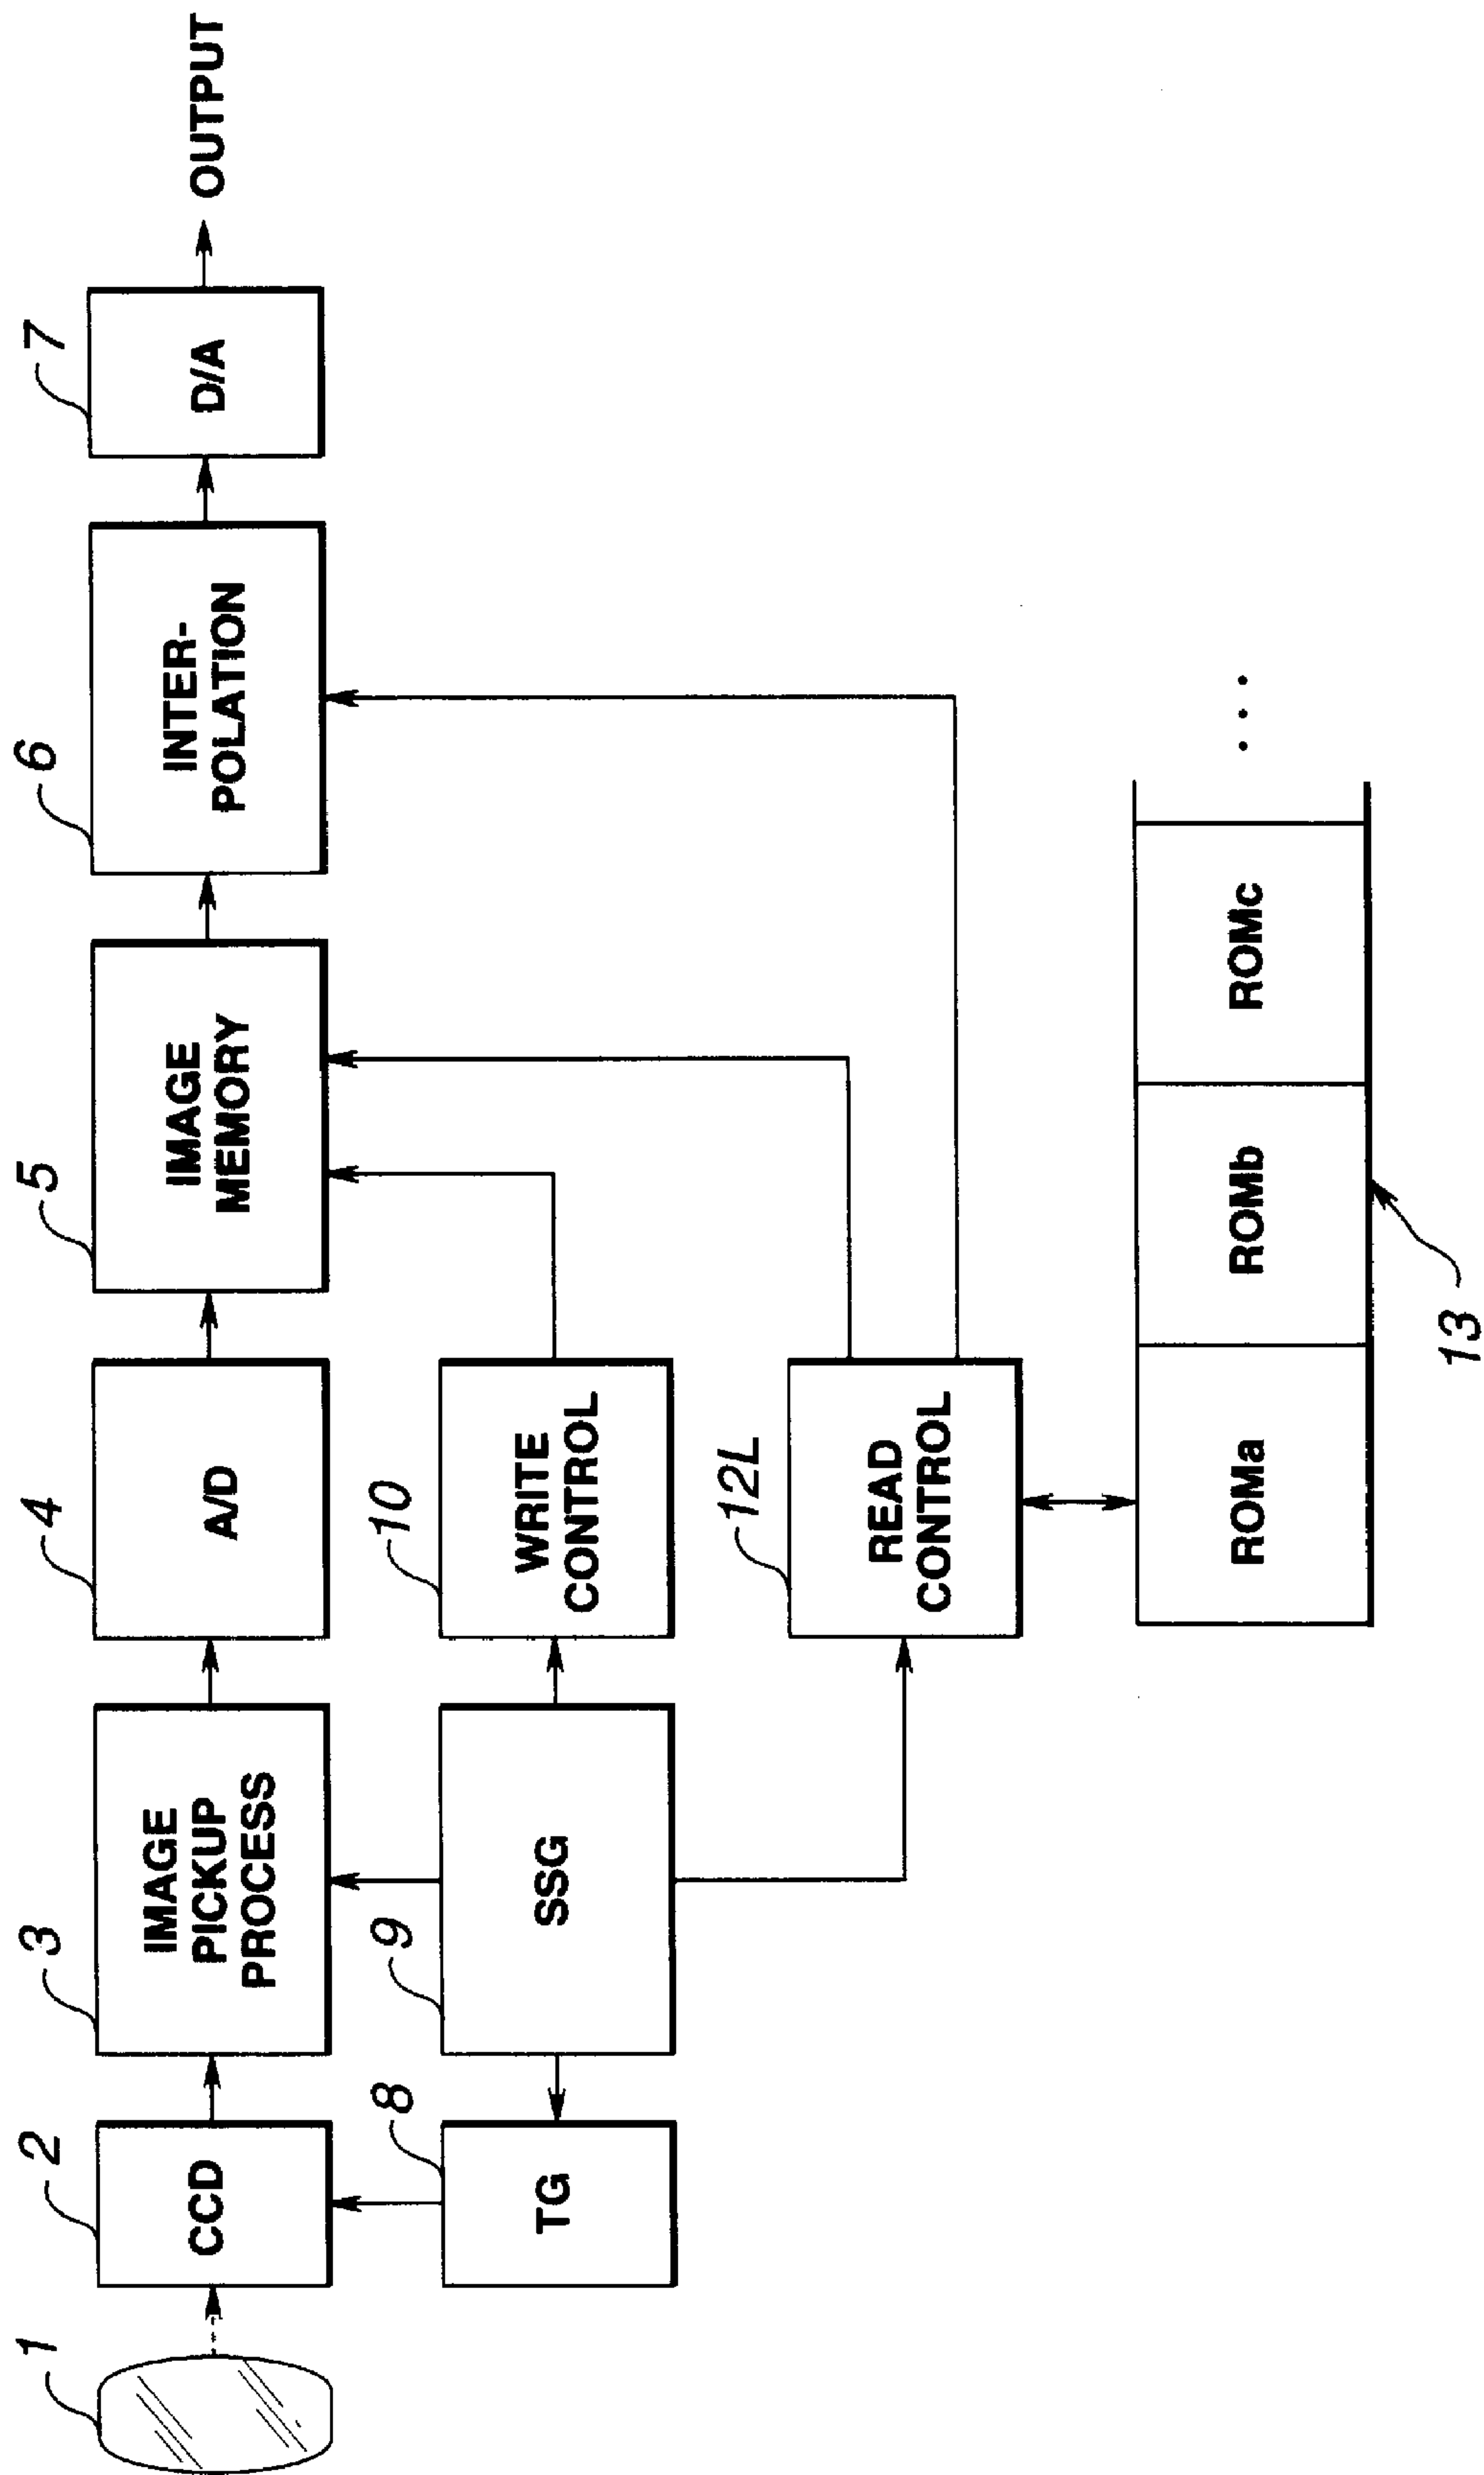 1
2
CCD
3
IMAGE
PICKUP
PROCESS
4
A/D
5
IMAGE
MEMORY
6
INTER-
POLATION
7
D/A
OUTPUT
8
TG
9
SSG
10
WRITE
CONTROL
12L
READ
CONTROL
ROMa
ROMb
ROMc
...
13